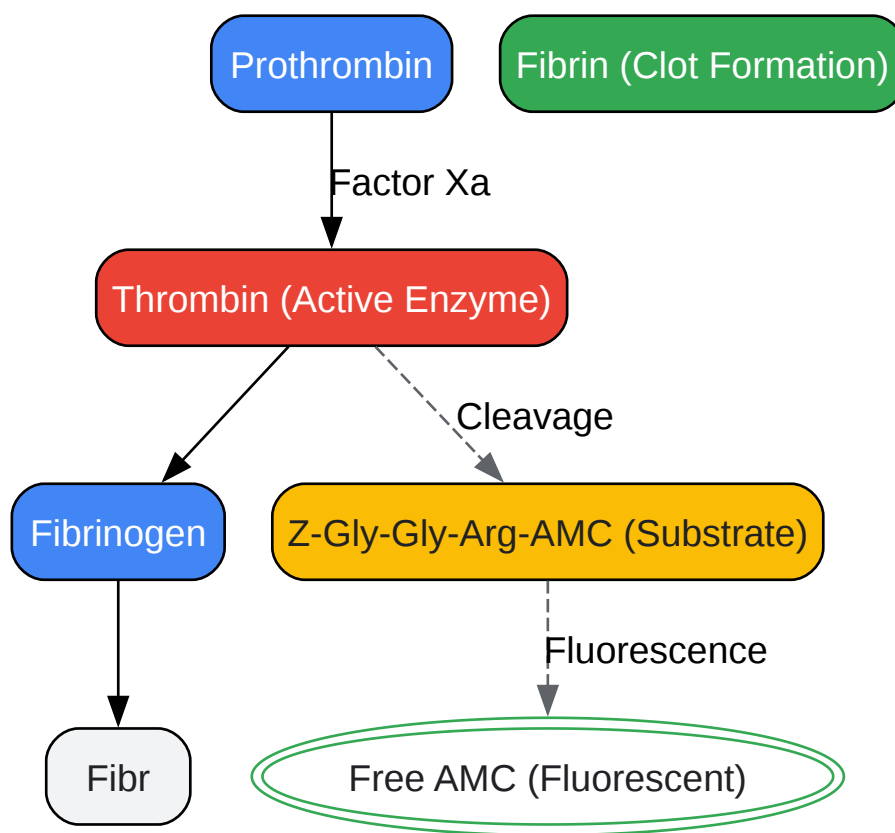 Prothrombin
Fibrin (Clot Formation)
Factor Xa
Thrombin (Active Enzyme)
Cleavage
Fibrinogen
Z-Gly-Gly-Arg-AMC (Substrate)
Fluorescence
Fibr
Free AMC (Fluorescent)